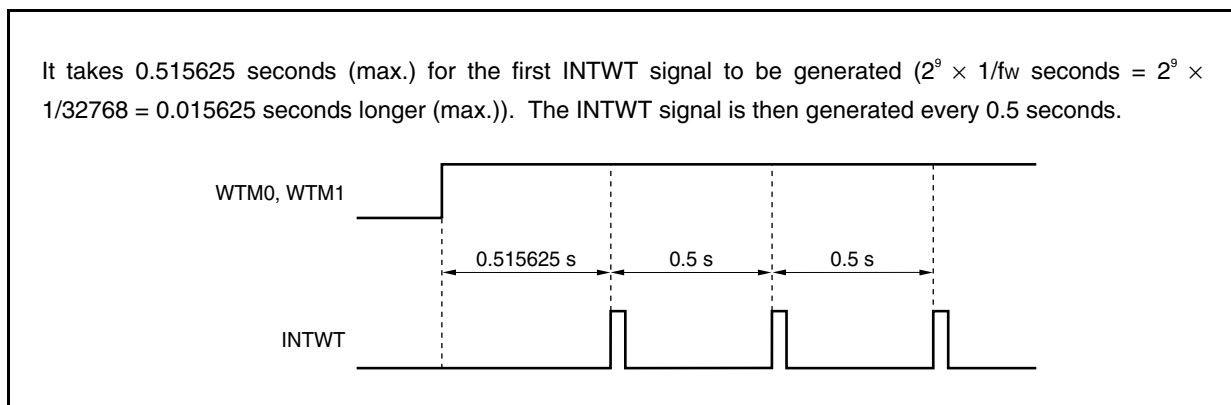 It takes 0.515625 seconds (max.) for the first INTWT signal to be generated (2⁹ × 1/fw seconds = 2⁹ ×
1/32768 = 0.015625 seconds longer (max.)). The INTWT signal is then generated every 0.5 seconds.
WTM0, WTM1
0.515625 s 0.5 s 0.5 s
INTWT